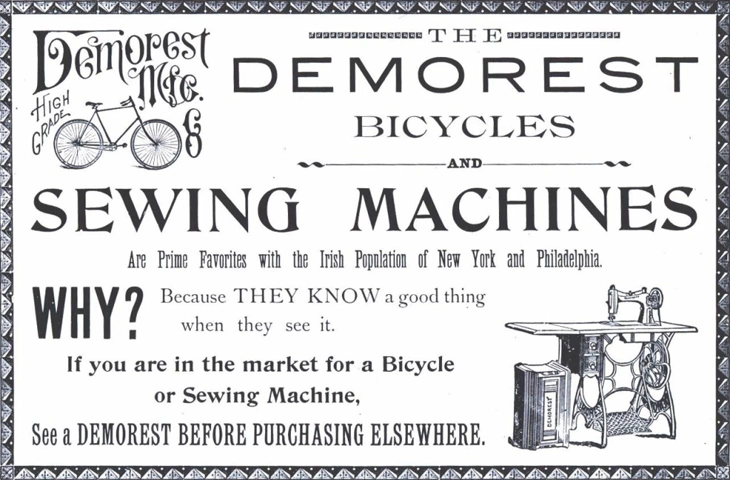 Demorest
Mfg.
Co
HIGH
GRADE
THE
DEMOREST
BICYCLES
AND
SEWING MACHINES
Are Prime Favorites with the Irish Population of New York and Philadelphia.
WHY? Because THEY KNOW a good thing
when they see it.
If you are in the market for a Bicycle
or Sewing Machine,
See a DEMOREST BEFORE PURCHASING ELSEWHERE.
DEMOREST